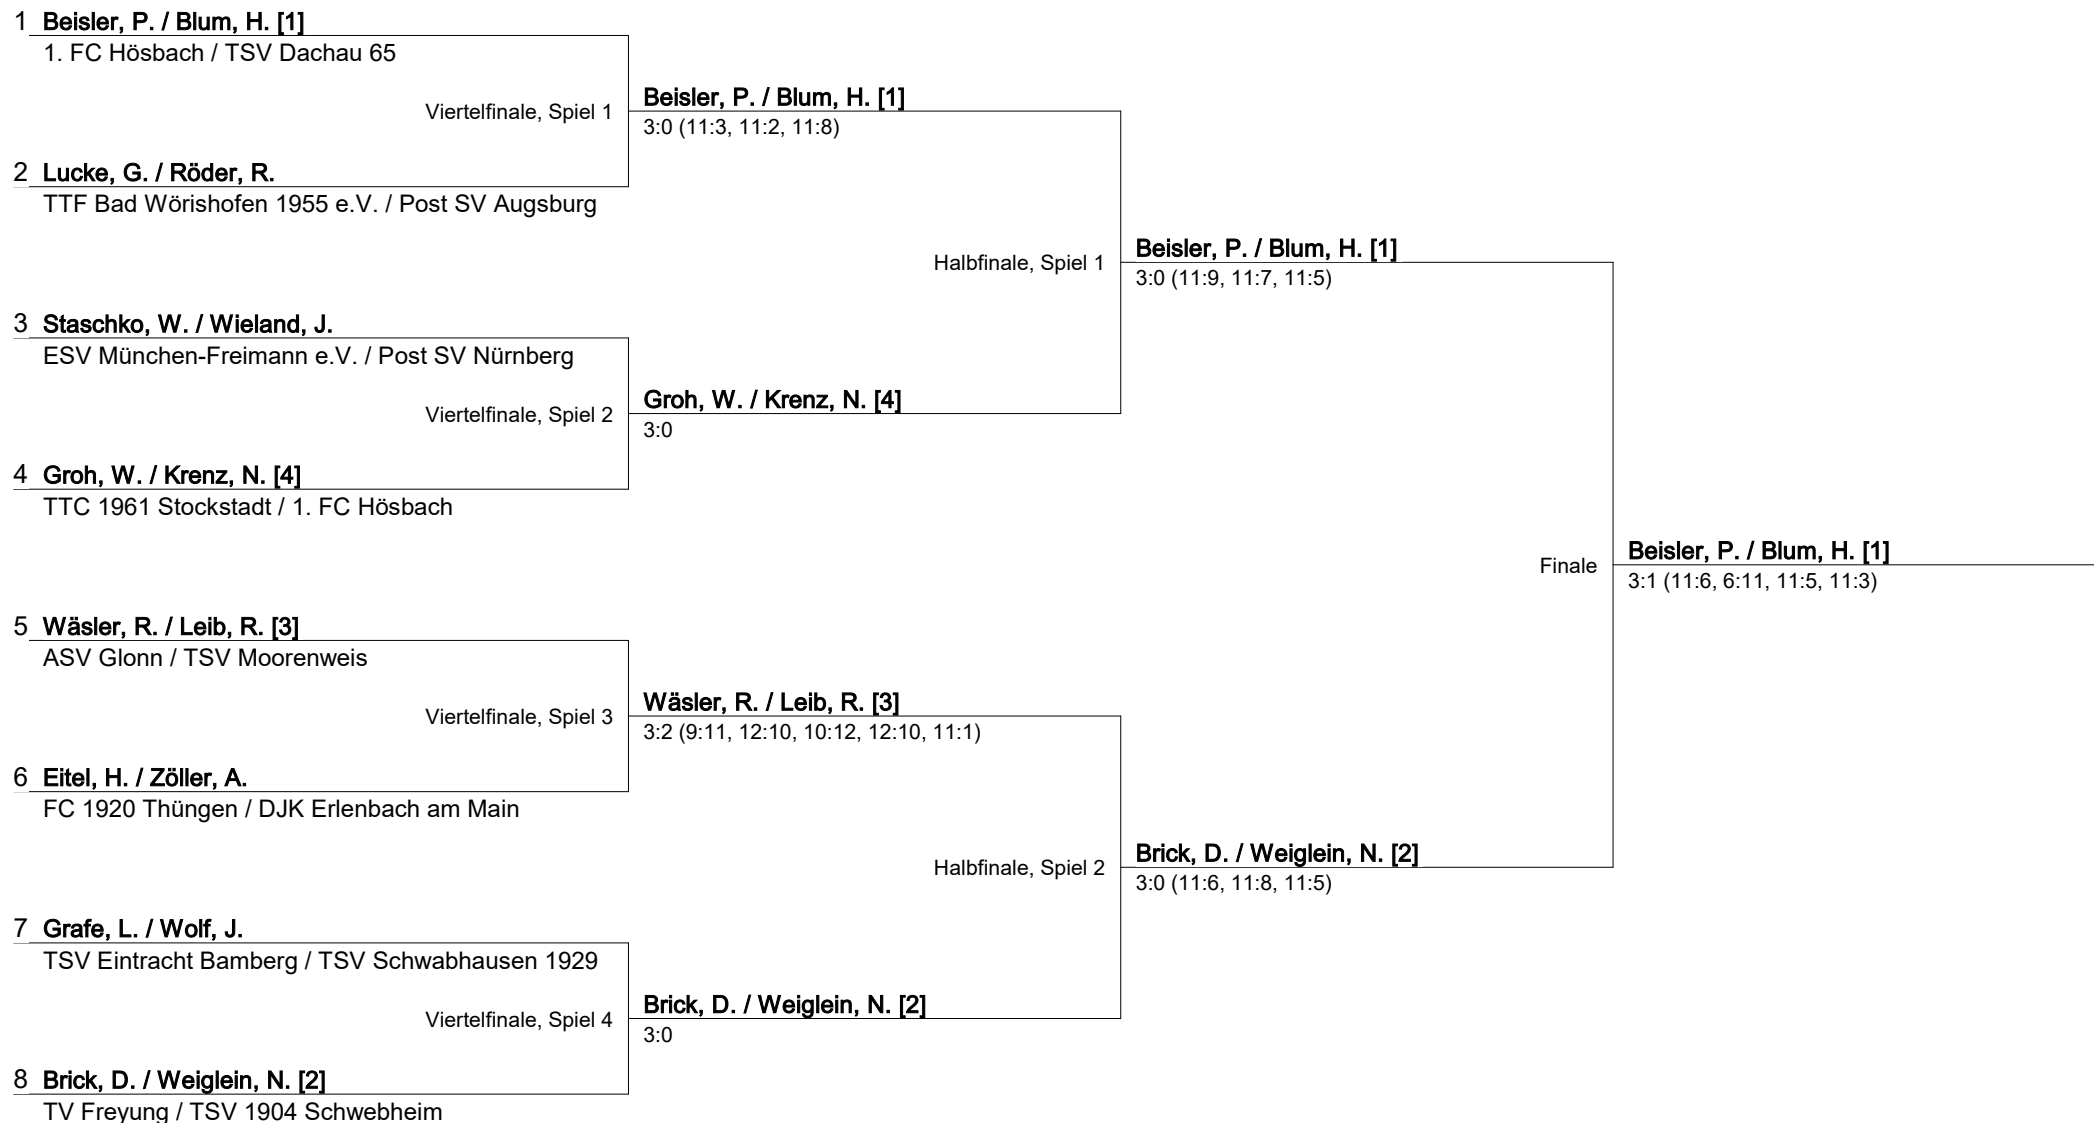 1 Beisler, P. / Blum, H. [1]
1. FC Hösbach / TSV Dachau 65
Viertelfinale, Spiel 1
Beisler, P. / Blum, H. [1]
3:0 (11:3, 11:2, 11:8)
2 Lucke, G. / Röder, R.
TTF Bad Wörishofen 1955 e.V. / Post SV Augsburg
Halbfinale, Spiel 1
Beisler, P. / Blum, H. [1]
3:0 (11:9, 11:7, 11:5)
3 Staschko, W. / Wieland, J.
ESV München-Freimann e.V. / Post SV Nürnberg
Viertelfinale, Spiel 2
Groh, W. / Krenz, N. [4]
3:0
4 Groh, W. / Krenz, N. [4]
TTC 1961 Stockstadt / 1. FC Hösbach
Finale
Beisler, P. / Blum, H. [1]
3:1 (11:6, 6:11, 11:5, 11:3)
5 Wäsler, R. / Leib, R. [3]
ASV Glonn / TSV Moorenweis
Viertelfinale, Spiel 3
Wäsler, R. / Leib, R. [3]
3:2 (9:11, 12:10, 10:12, 12:10, 11:1)
6 Eitel, H. / Zöller, A.
FC 1920 Thüngen / DJK Erlenbach am Main
Halbfinale, Spiel 2
Brick, D. / Weiglein, N. [2]
3:0 (11:6, 11:8, 11:5)
7 Grafe, L. / Wolf, J.
TSV Eintracht Bamberg / TSV Schwabhausen 1929
Viertelfinale, Spiel 4
Brick, D. / Weiglein, N. [2]
3:0
8 Brick, D. / Weiglein, N. [2]
TV Freyung / TSV 1904 Schwebheim